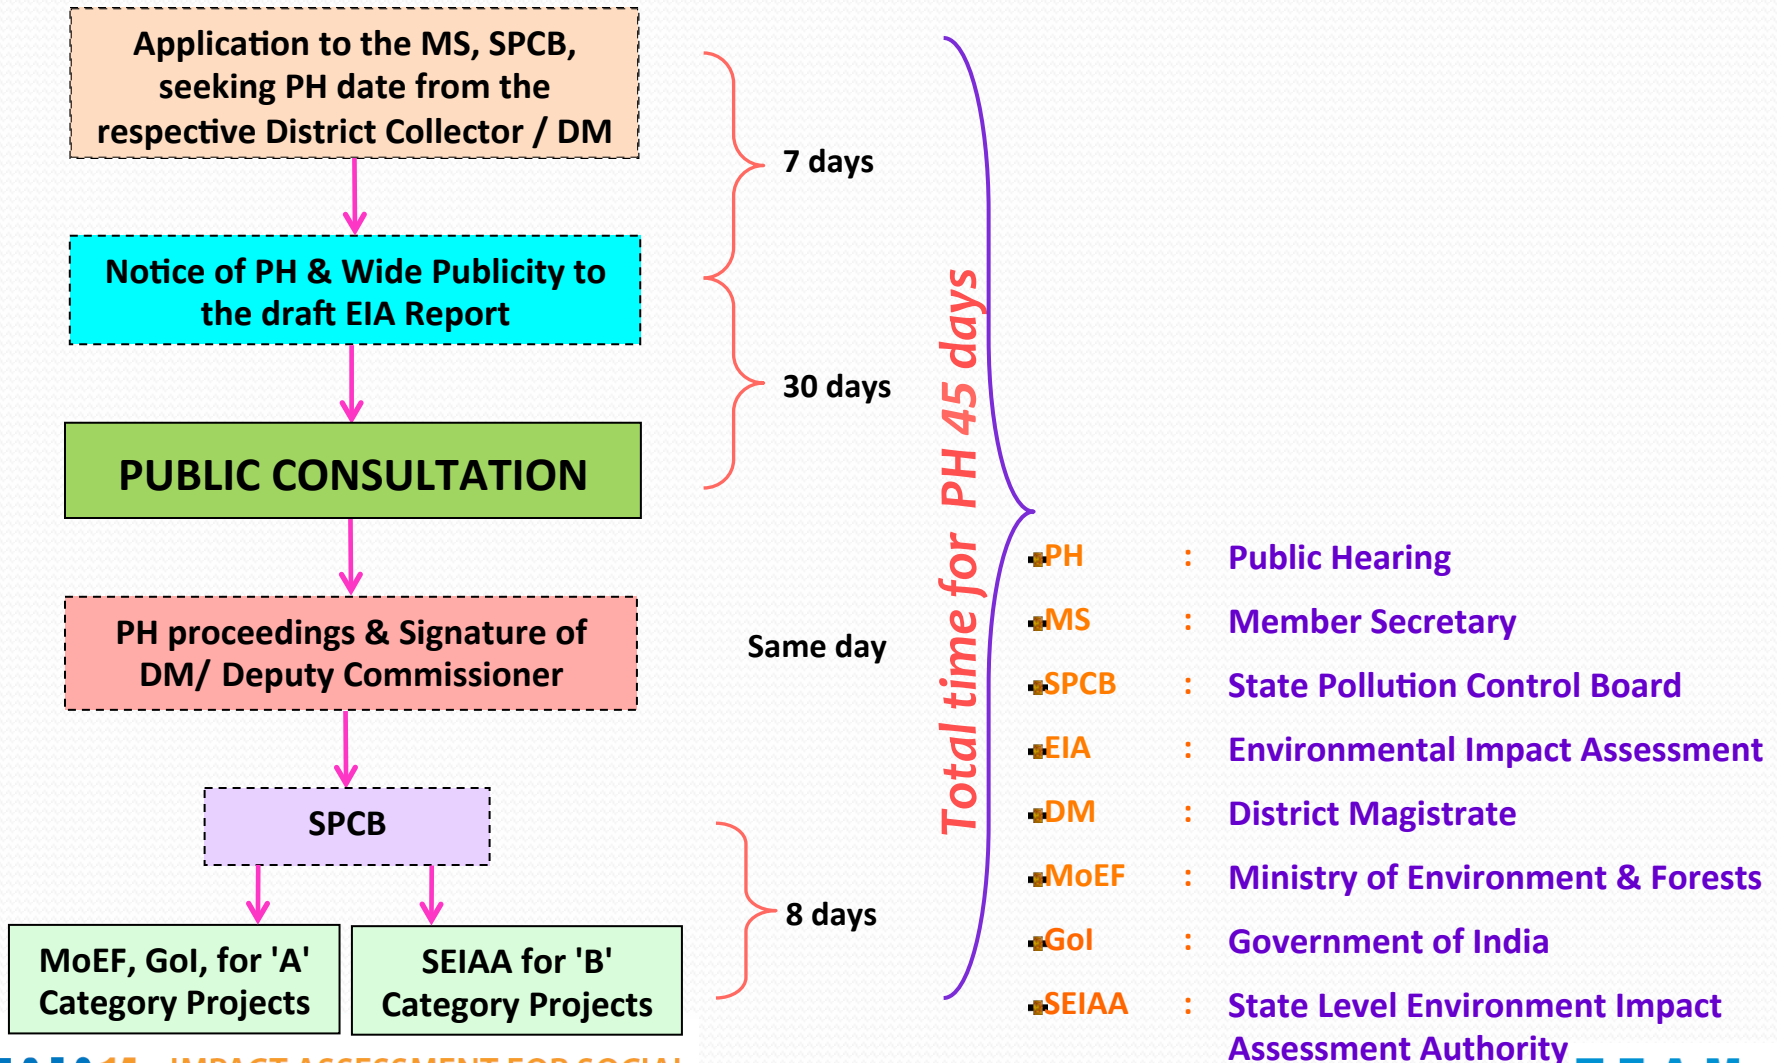 Application to the MS, SPCB,
seeking PH date from the
respective District Collector / DM
7 days
Notice of PH & Wide Publicity to
the draft EIA Report
30 days
PUBLIC CONSULTATION
PH proceedings & Signature of
DM/ Deputy Commissioner
Same day
SPCB
8 days
MoEF, GoI, for 'A'
Category Projects
SEIAA for 'B'
Category Projects
Total time for PH 45 days
PH : Public Hearing
MS : Member Secretary
SPCB : State Pollution Control Board
EIA : Environmental Impact Assessment
DM : District Magistrate
MoEF : Ministry of Environment & Forests
GoI : Government of India
SEIAA : State Level Environment Impact
Assessment Authority
IMPACT ASSESSMENT FOR SOCIAL